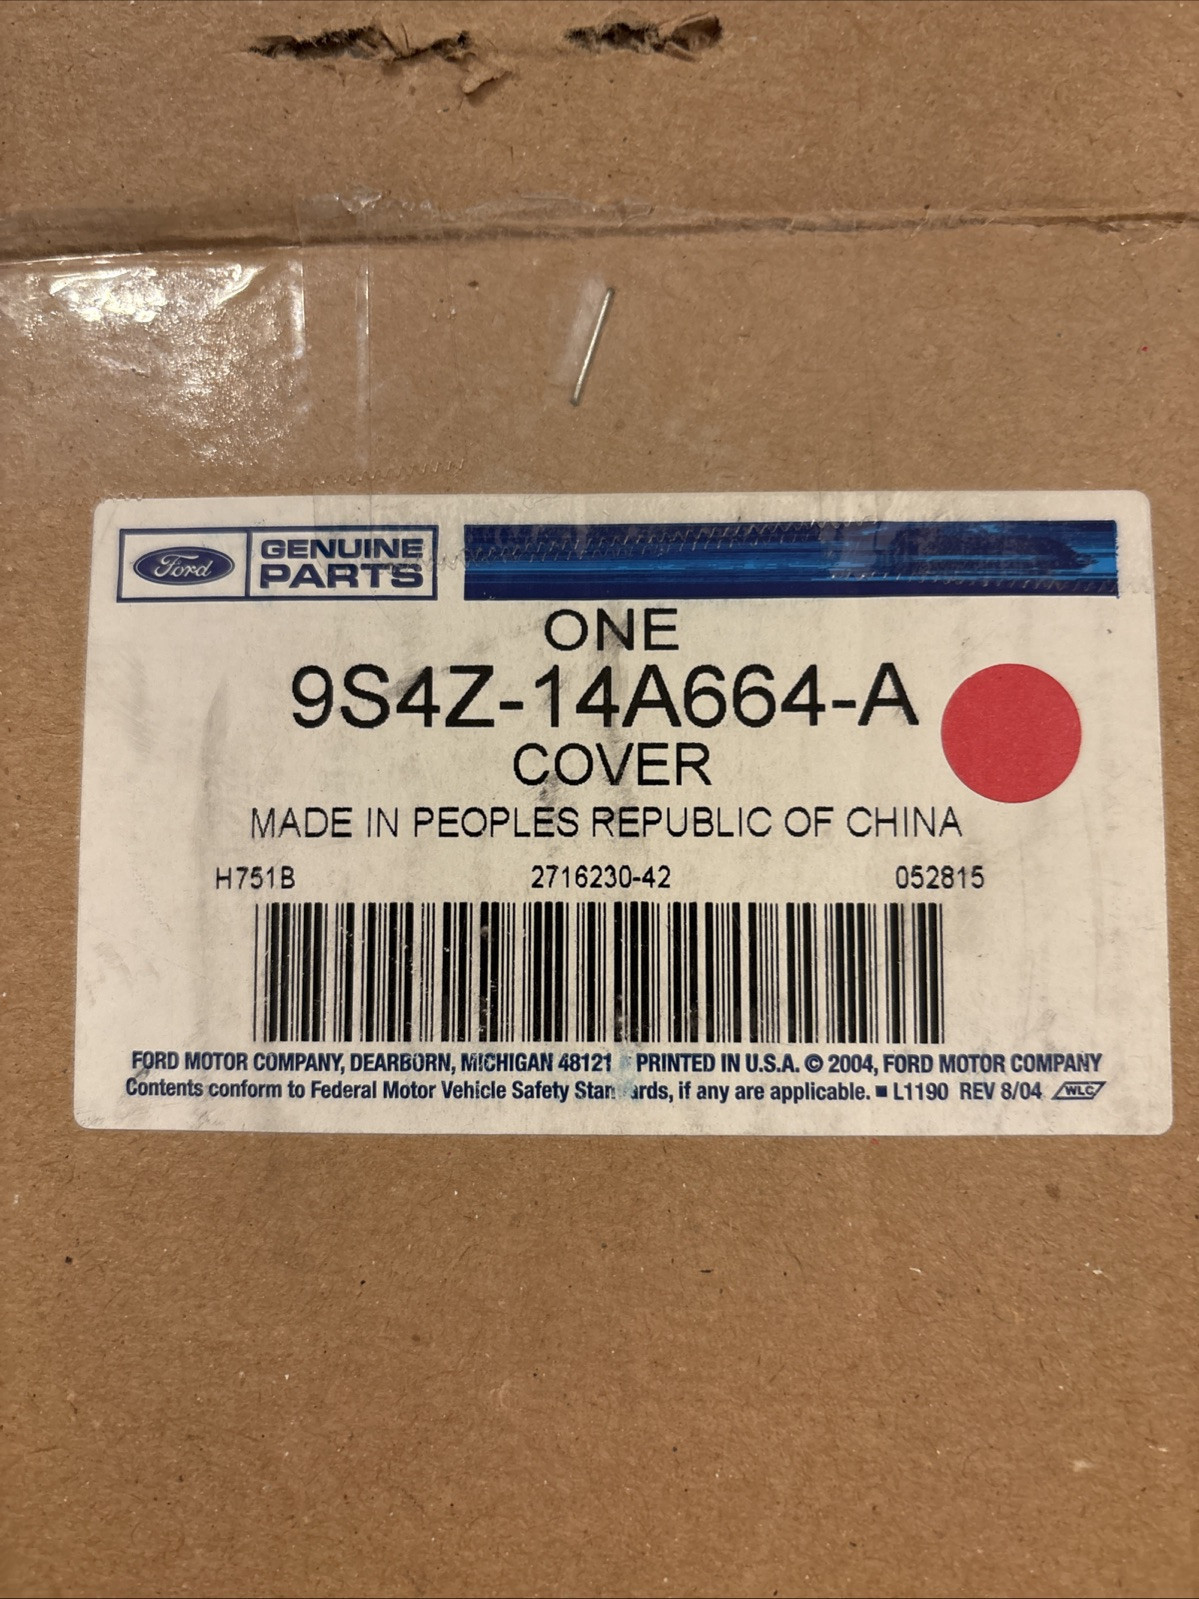 Ford GENUINE
PARTS
ONE
9S4Z-14A664-A
COVER
MADE IN PEOPLES REPUBLIC OF CHINA
H751B 2716230-42 052815
FORD MOTOR COMPANY, DEARBORN, MICHIGAN 48121 PRINTED IN U.S.A. © 2004, FORD MOTOR COMPANY
Contents conform to Federal Motor Vehicle Safety Standards, if any are applicable. ■ L1190 REV 8/04 WLC